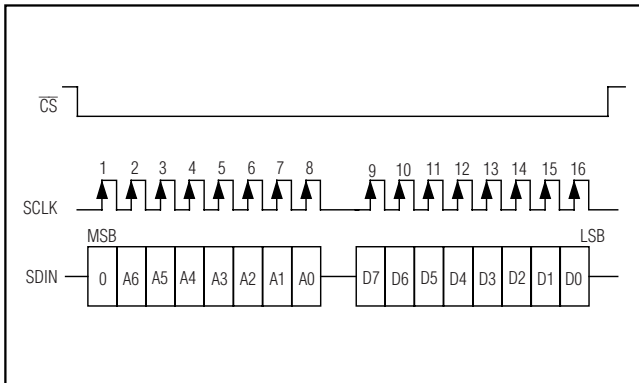 C̅S̅
1 2 3 4 5 6 7 8 9 10 11 12 13 14 15 16
SCLK
MSB LSB
SDIN 0 A6 A5 A4 A3 A2 A1 A0 D7 D6 D5 D4 D3 D2 D1 D0